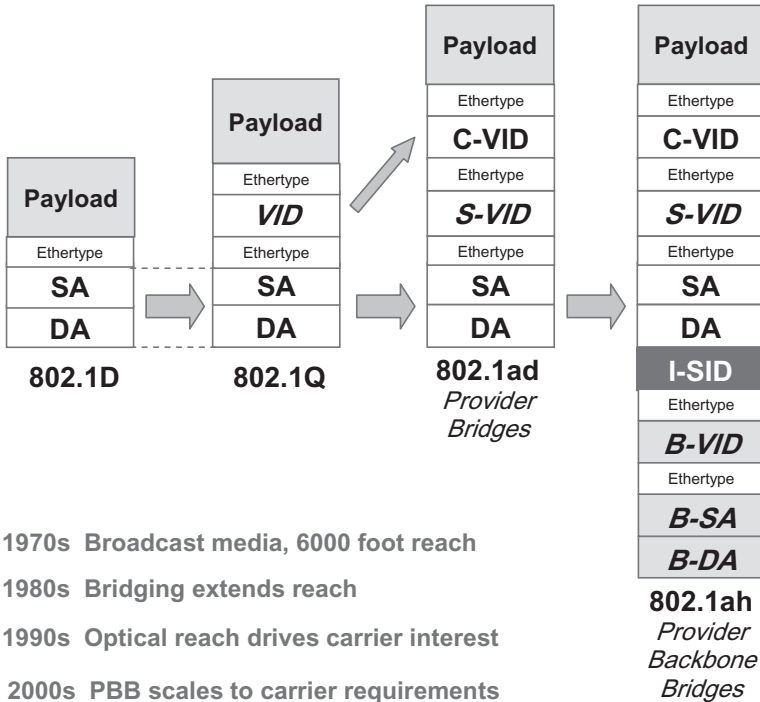 Payload
Ethertype
SA
DA
802.1D
Payload
Ethertype
VID
Ethertype
SA
DA
802.1Q
Payload
Ethertype
C-VID
Ethertype
S-VID
Ethertype
SA
DA
802.1ad
Provider
Bridges
Payload
Ethertype
C-VID
Ethertype
S-VID
Ethertype
SA
DA
I-SID
Ethertype
B-VID
Ethertype
B-SA
B-DA
802.1ah
Provider
Backbone
Bridges
1970s Broadcast media, 6000 foot reach
1980s Bridging extends reach
1990s Optical reach drives carrier interest
2000s PBB scales to carrier requirements